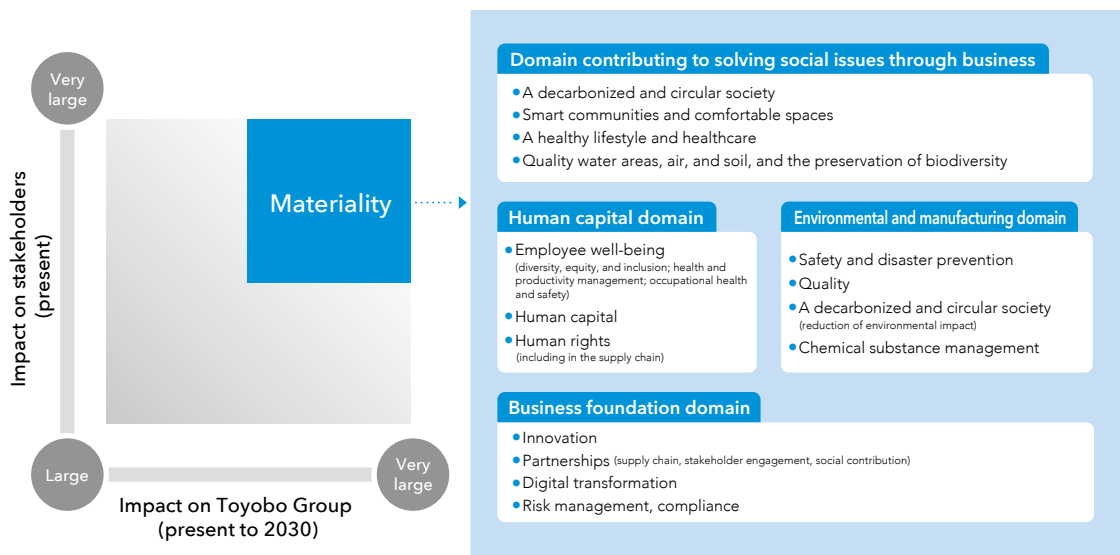 Very
large
Impact on stakeholders
(present)
Materiality
Large
Very
large
Impact on Toyobo Group
(present to 2030)
Domain contributing to solving social issues through business
•A decarbonized and circular society
•Smart communities and comfortable spaces
•A healthy lifestyle and healthcare
•Quality water areas, air, and soil, and the preservation of biodiversity
Human capital domain
•Employee well-being
(diversity, equity, and inclusion; health and
productivity management; occupational health
and safety)
•Human capital
•Human rights
(including in the supply chain)
Environmental and manufacturing domain
•Safety and disaster prevention
•Quality
•A decarbonized and circular society
(reduction of environmental impact)
•Chemical substance management
Business foundation domain
•Innovation
•Partnerships (supply chain, stakeholder engagement, social contribution)
•Digital transformation
•Risk management, compliance